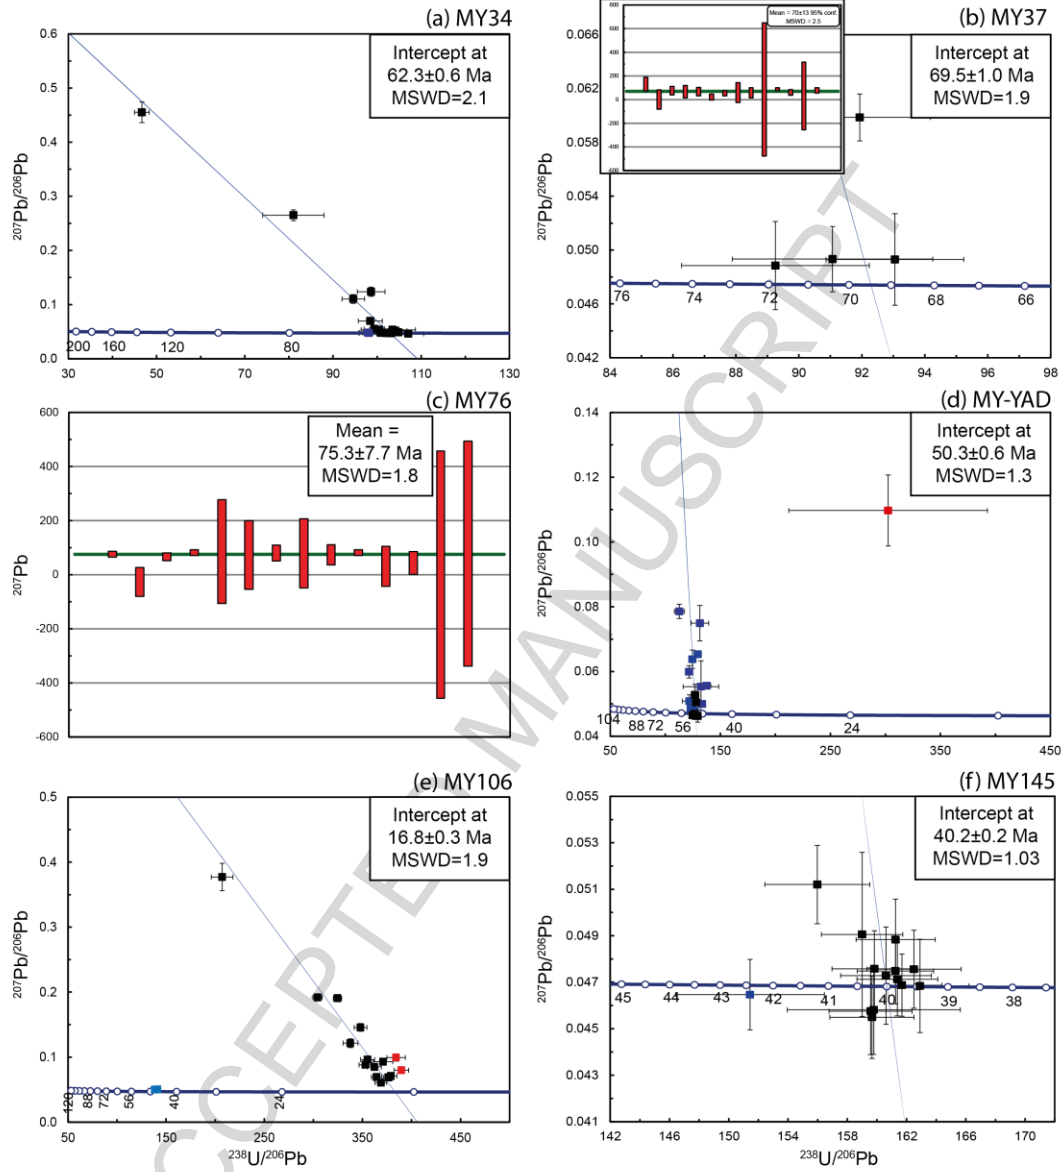 (a) MY34
Intercept at
62.3±0.6 Ma
MSWD=2.1
0.6
0.5
0.4
0.3
0.2
0.1
0.0
207Pb/206Pb
200 160 120 80
30 50 70 90 110 130
(b) MY37
Mean = 70±13 95% conf.
MSWD = 2.5
800
600
400
200
0
-200
-400
-600
Intercept at
69.5±1.0 Ma
MSWD=1.9
0.066
0.062
0.058
0.054
0.050
0.046
0.042
207Pb/206Pb
76 74 72 70 68 66
84 86 88 90 92 94 96 98
(c) MY76
Mean =
75.3±7.7 Ma
MSWD=1.8
600
400
200
0
-200
-400
-600
207Pb
(d) MY-YAD
Intercept at
50.3±0.6 Ma
MSWD=1.3
0.14
0.12
0.10
0.08
0.06
0.04
207Pb/206Pb
104 88 72 56 40 24
50 150 250 350 450
(e) MY106
Intercept at
16.8±0.3 Ma
MSWD=1.9
0.5
0.4
0.3
0.2
0.1
0.0
207Pb/206Pb
120 88 72 56 40 24
50 150 250 350 450
238U/206Pb
(f) MY145
Intercept at
40.2±0.2 Ma
MSWD=1.03
0.055
0.053
0.051
0.049
0.047
0.045
0.043
0.041
207Pb/206Pb
45 44 43 42 41 40 39 38
142 146 150 154 158 162 166 170
238U/206Pb
ACCEPTED MANUSCRIPT